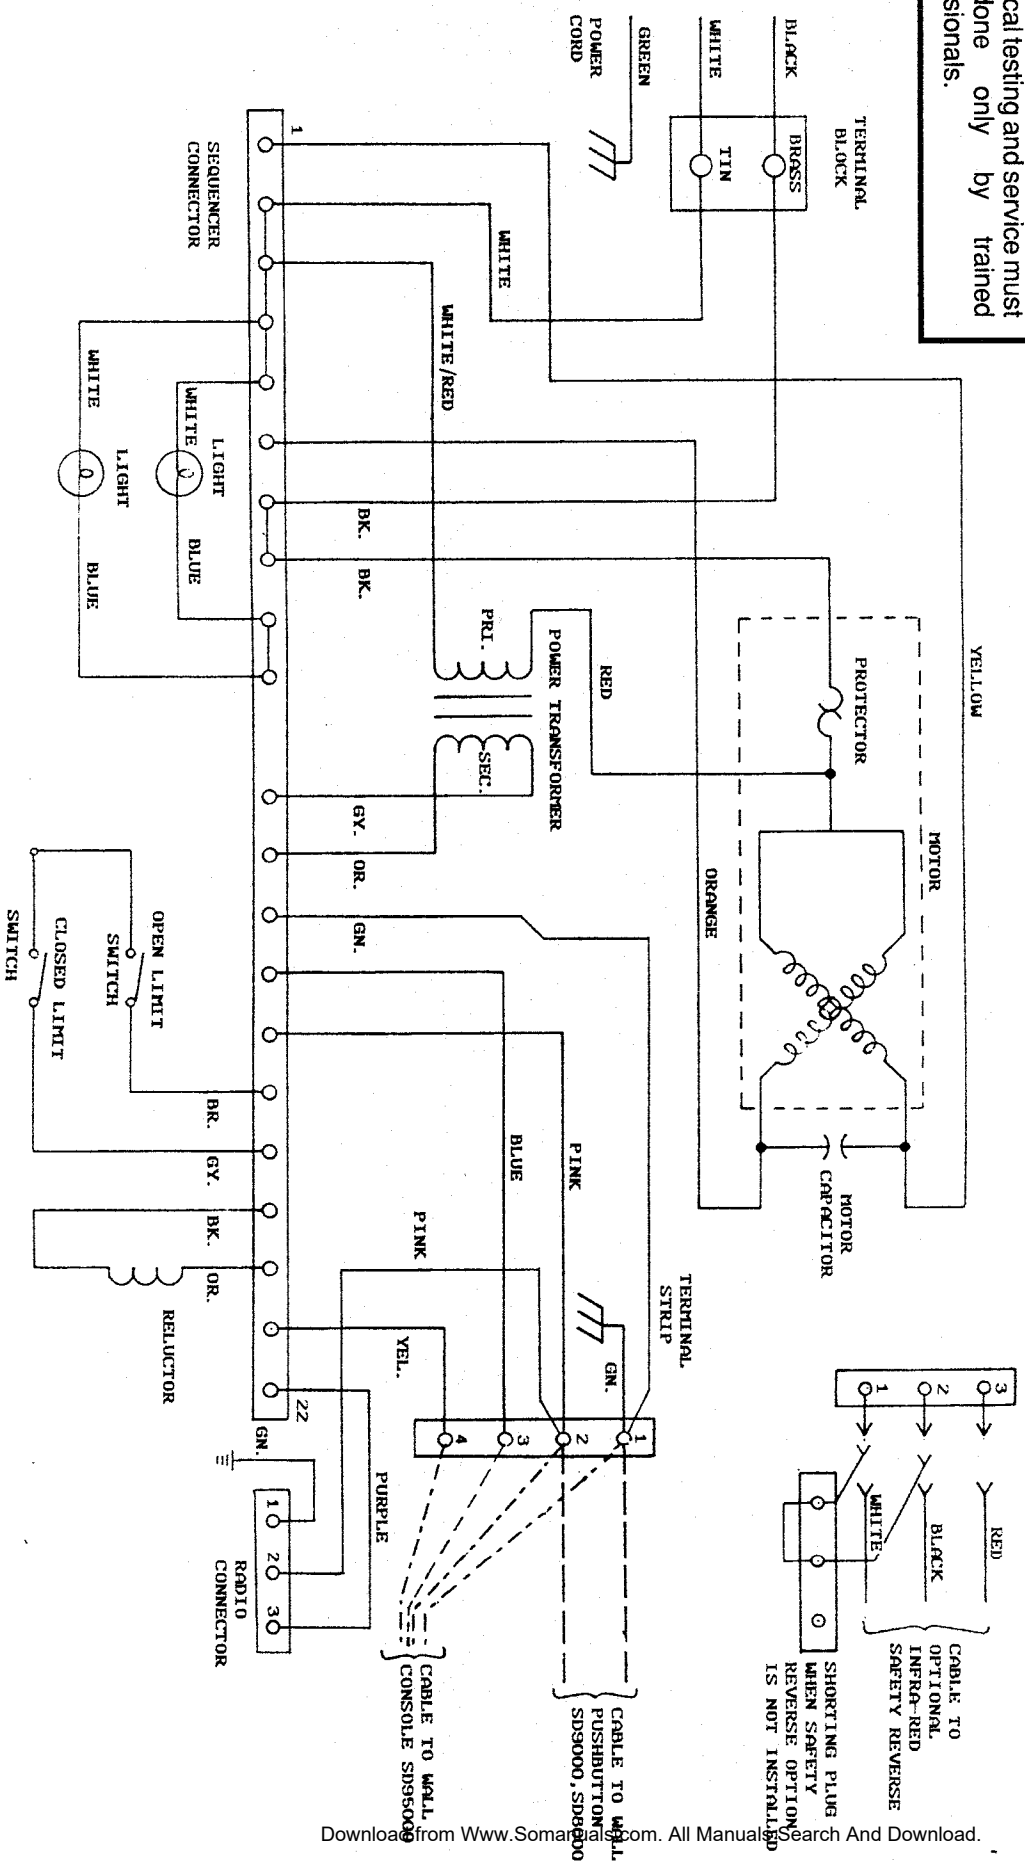 cal testing and service must
done only by trained
sionals.
BLACK
WHITE
GREEN
POWER
CORD
TERMINAL
BLOCK
BRASS
TIN
1
SEQUENCER
CONNECTOR
WHITE
WHITE/RED
WHITE
WHITE
LIGHT
LIGHT
BLUE
BLUE
BK.
BK.
PRI.
POWER TRANSFORMER
SEC.
RED
PROTECTOR
YELLOW
MOTOR
ORANGE
GY.
OR.
GN.
OPEN LIMIT
SWITCH
CLOSED LIMIT
SWITCH
BR.
GY.
BK.
OR.
RELUCTOR
BLUE
PINK
PINK
YEL.
MOTOR
CAPACITOR
TERMINAL
STRIP
GN.
22
GN.
1
2
3
4
PURPLE
1
2
3
RADIO
CONNECTOR
3
2
1
WHITE
BLACK
RED
CABLE TO
OPTIONAL
INFRA-RED
SAFETY REVERSE
SHORTING PLUG
WHEN SAFETY
REVERSE OPTION
IS NOT INSTALLED
CABLE TO WALL
PUSHBUTTON
SD9000,SD8000
CABLE TO WALL
CONSOLE SD95000
Download from Www.Somanuals.com. All Manuals Search And Download.